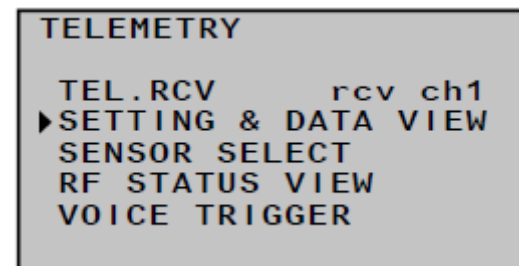 TELEMETRY
TEL.RCV rcv ch1
▶SETTING & DATA VIEW
SENSOR SELECT
RF STATUS VIEW
VOICE TRIGGER